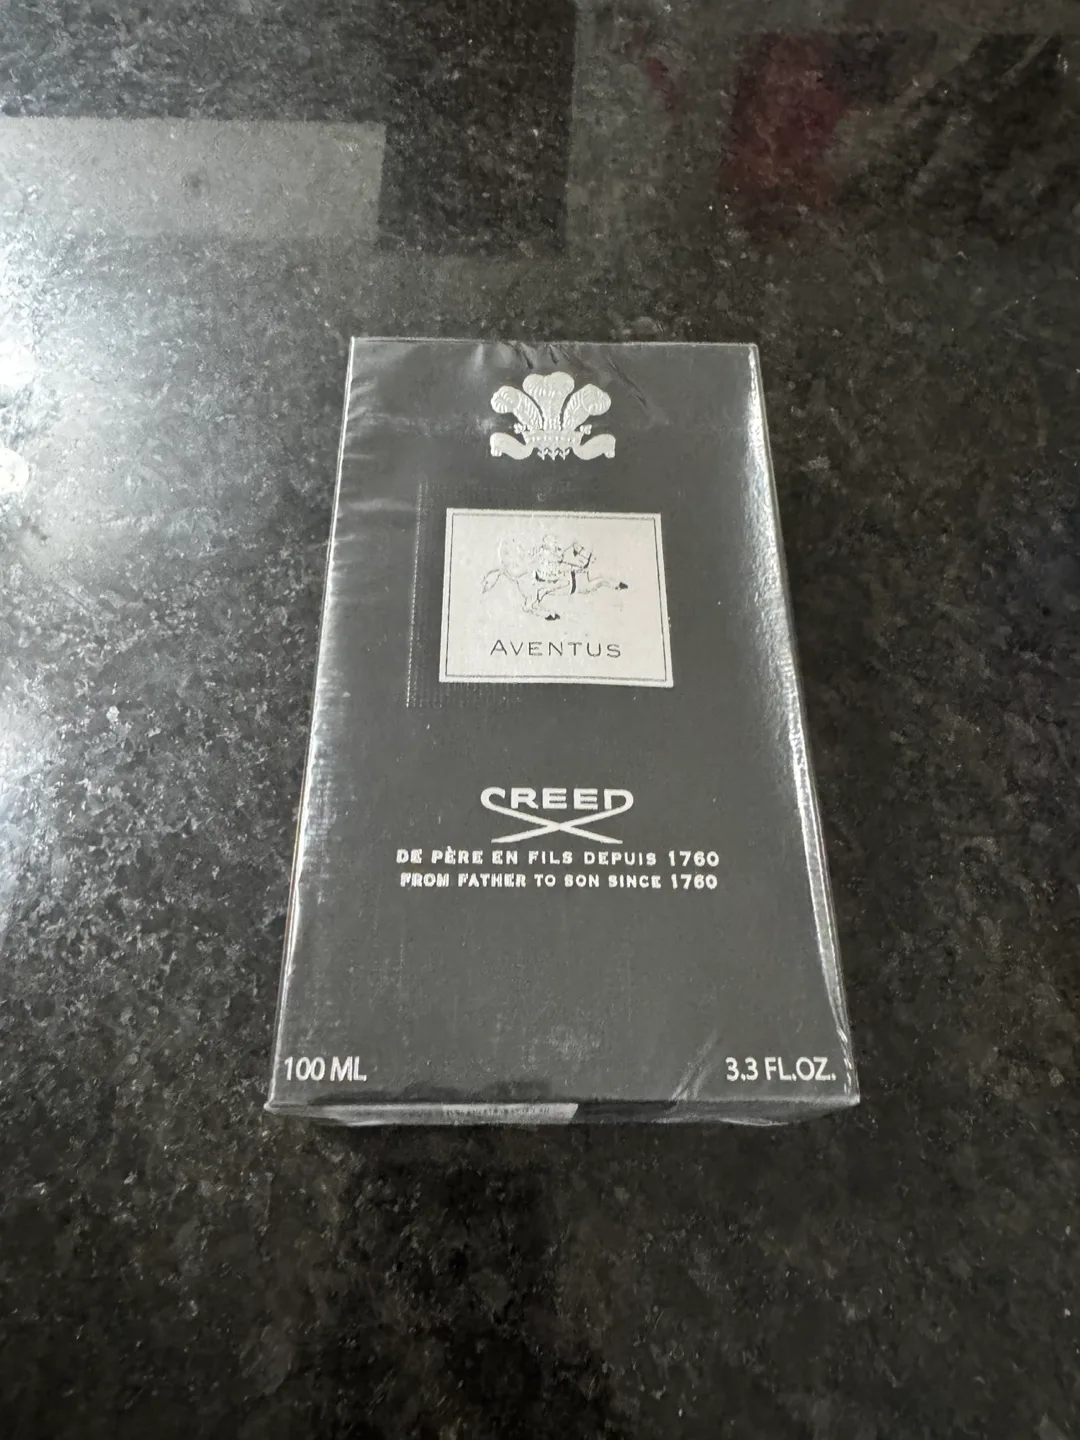 AVENTUS
CREED
DE PÈRE EN FILS DEPUIS 1760
FROM FATHER TO SON SINCE 1760
100 ML
3.3 FL.OZ.